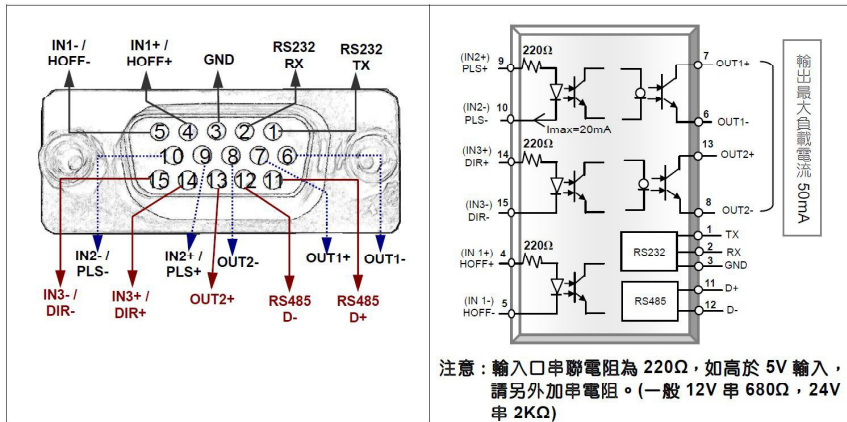 IN1- /
HOFF-
IN1+ /
HOFF+
GND
RS232
RX
RS232
TX
5
4
3
2
1
10
9
8
7
6
15
14
13
12
11
IN2- /
PLS-
IN2+ /
PLS+
OUT2-
OUT1+
OUT1-
IN3- /
DIR-
IN3+ /
DIR+
OUT2+
RS485
D-
RS485
D+
(IN2+)
PLS+
9
220Ω
(IN2-)
PLS-
10
Imax=20mA
(IN3+)
DIR+
14
220Ω
(IN3-)
DIR-
15
(IN 1+)
HOFF+
4
220Ω
(IN 1-)
HOFF-
5
7
OUT1+
6
OUT1-
13
OUT2+
8
OUT2-
RS232
1
TX
2
RX
3
GND
RS485
11
D+
12
D-
輸出最大負載電流 50mA
注意：輸入口串聯電阻為 220Ω，如高於 5V 輸入，
請另外加串電阻。(一般 12V 串 680Ω，24V
串 2KΩ)